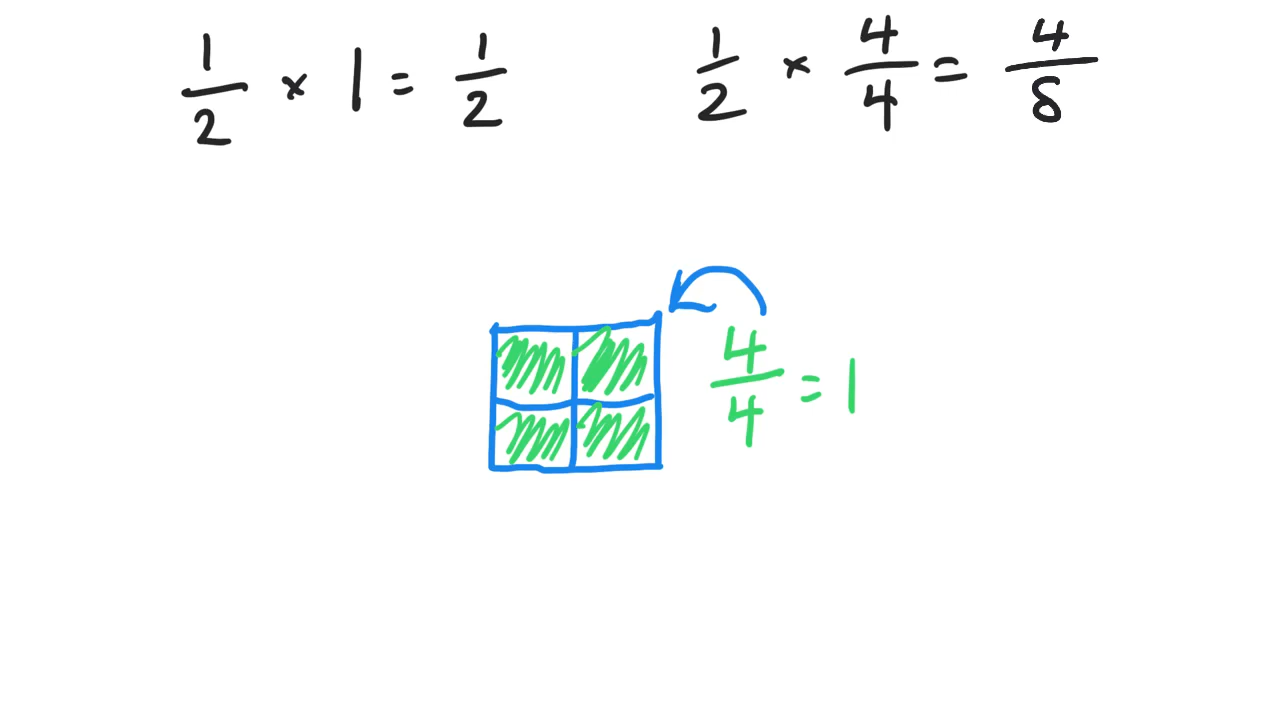 1/2 × 1 = 1/2
1/2 × 4/4 = 4/8
4/4 = 1